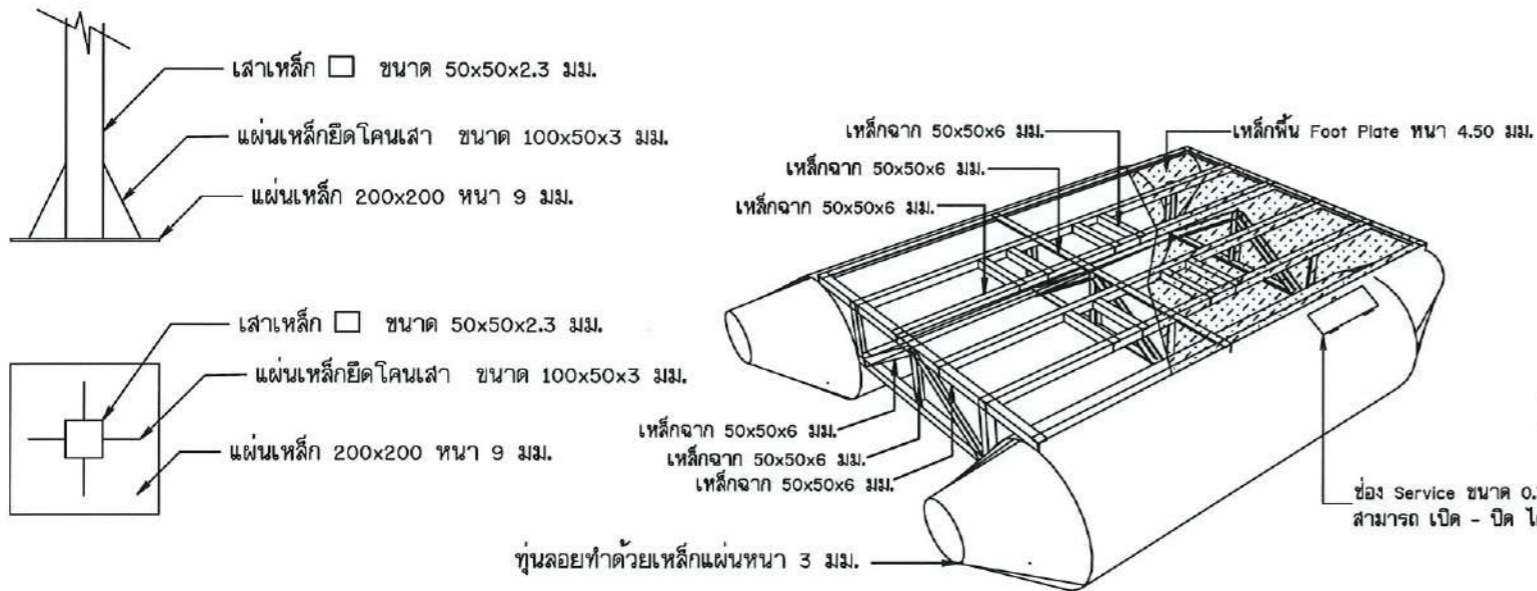 เสาเหล็ก ขนาด 50x50x2.3 มม.
แผ่นเหล็กยึดโคนเสา ขนาด 100x50x3 มม.
แผ่นเหล็ก 200x200 หนา 9 มม.
เสาเหล็ก ขนาด 50x50x2.3 มม.
แผ่นเหล็กยึดโคนเสา ขนาด 100x50x3 มม.
แผ่นเหล็ก 200x200 หนา 9 มม.
เหล็กฉาก 50x50x6 มม.
เหล็กพื้น Foot Plate หนา 4.50 มม.
เหล็กฉาก 50x50x6 มม.
เหล็กฉาก 50x50x6 มม.
เหล็กฉาก 50x50x6 มม.
เหล็กฉาก 50x50x6 มม.
เหล็กฉาก 50x50x6 มม.
ช่อง Service ขนาด 0.
สามารถ เปิด - ปิด
ทุ่นลอยทำด้วยเหล็กแผ่นหนา 3 มม.